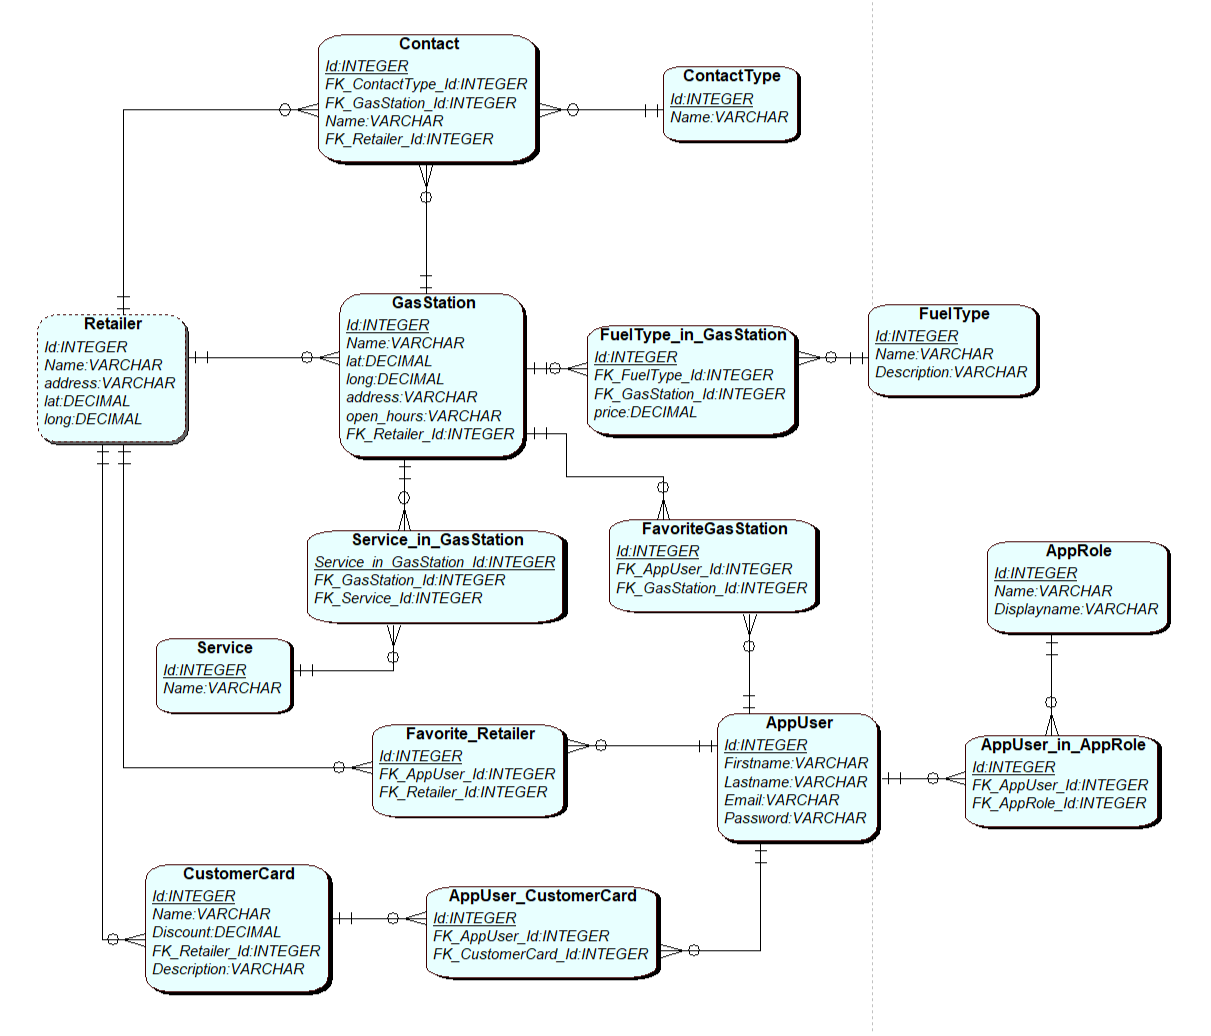 Contact
Id:INTEGER
FK_ContactType_Id:INTEGER
FK_GasStation_Id:INTEGER
Name:VARCHAR
FK_Retailer_Id:INTEGER
ContactType
Id:INTEGER
Name:VARCHAR
Retailer
Id:INTEGER
Name:VARCHAR
address:VARCHAR
lat:DECIMAL
long:DECIMAL
GasStation
Id:INTEGER
Name:VARCHAR
lat:DECIMAL
long:DECIMAL
address:VARCHAR
open_hours:VARCHAR
FK_Retailer_Id:INTEGER
FuelType_in_GasStation
Id:INTEGER
FK_FuelType_Id:INTEGER
FK_GasStation_Id:INTEGER
price:DECIMAL
FuelType
Id:INTEGER
Name:VARCHAR
Description:VARCHAR
Service_in_GasStation
Service_in_GasStation_Id:INTEGER
FK_GasStation_Id:INTEGER
FK_Service_Id:INTEGER
FavoriteGasStation
Id:INTEGER
FK_AppUser_Id:INTEGER
FK_GasStation_Id:INTEGER
AppRole
Id:INTEGER
Name:VARCHAR
Displayname:VARCHAR
Service
Id:INTEGER
Name:VARCHAR
Favorite_Retailer
Id:INTEGER
FK_AppUser_Id:INTEGER
FK_Retailer_Id:INTEGER
AppUser
Id:INTEGER
Firstname:VARCHAR
Lastname:VARCHAR
Email:VARCHAR
Password:VARCHAR
AppUser_in_AppRole
Id:INTEGER
FK_AppUser_Id:INTEGER
FK_AppRole_Id:INTEGER
CustomerCard
Id:INTEGER
Name:VARCHAR
Discount:DECIMAL
FK_Retailer_Id:INTEGER
Description:VARCHAR
AppUser_CustomerCard
Id:INTEGER
FK_AppUser_Id:INTEGER
FK_CustomerCard_Id:INTEGER